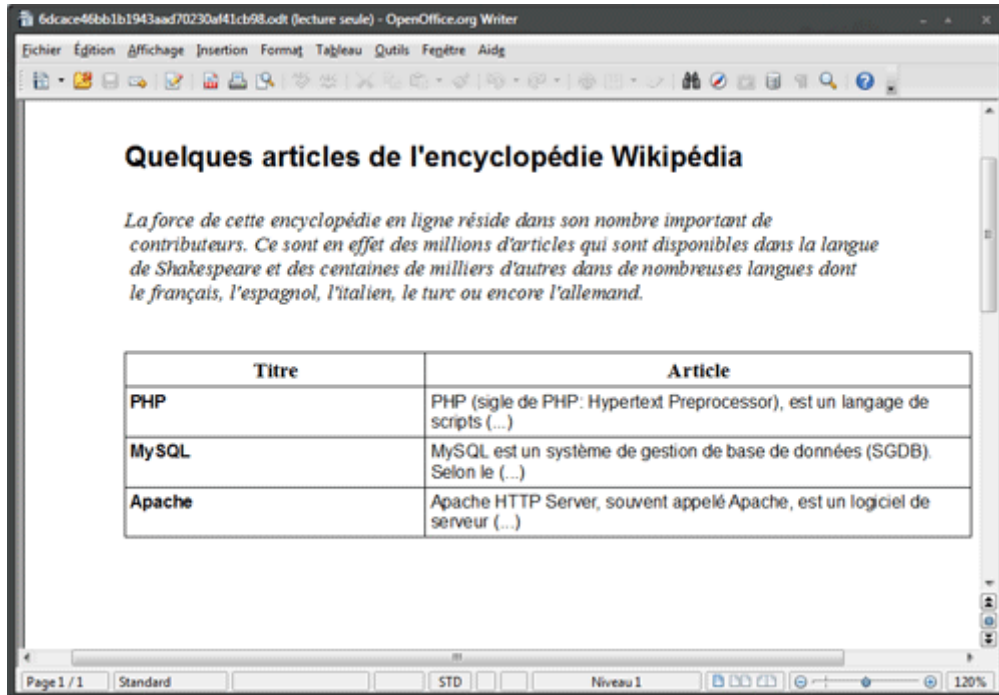 6dcace46bb1b1943aad70230af41cb98.odt (lecture seule) - OpenOffice.org Writer
Fichier Édition Affichage Insertion Format Tableau Outils Fenêtre Aide
Quelques articles de l'encyclopédie Wikipédia
La force de cette encyclopédie en ligne réside dans son nombre important de
contributeurs. Ce sont en effet des millions d'articles qui sont disponibles dans la langue
de Shakespeare et des centaines de milliers d'autres dans de nombreuses langues dont
le français, l'espagnol, l'italien, le turc ou encore l'allemand.
Titre Article
PHP PHP (sigle de PHP: Hypertext Preprocessor), est un langage de
scripts (...)
MySQL MySQL est un système de gestion de base de données (SGDB).
Selon le (...)
Apache Apache HTTP Server, souvent appelé Apache, est un logiciel de
serveur (...)
Page 1 / 1 Standard STD Niveau 1 120%